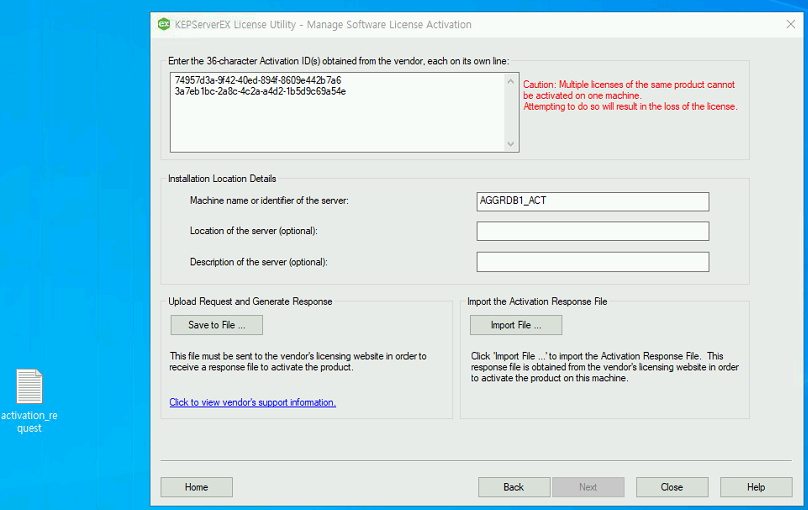 KEPServerEX License Utility - Manage Software License Activation
Enter the 36-character Activation ID(s) obtained from the vendor, each on its own line:
74957d3a-9f42-40ed-894f-8609e442b7a6
3a7eb1bc-2a8c-4c2a-a4d2-1b5d9c69a54e
Caution: Multiple licenses of the same product cannot
be activated on one machine.
Attempting to do so will result in the loss of the license.
Installation Location Details
Machine name or identifier of the server:
AGGRDB1_ACT
Location of the server (optional):
Description of the server (optional):
Upload Request and Generate Response
Save to File ...
This file must be sent to the vendor's licensing website in order to
receive a response file to activate the product.
Click to view vendor's support information.
Import the Activation Response File
Import File ...
Click 'Import File ...' to import the Activation Response File. This
response file is obtained from the vendor's licensing website in order
to activate the product on this machine.
activation_re
quest
Home
Back
Next
Close
Help